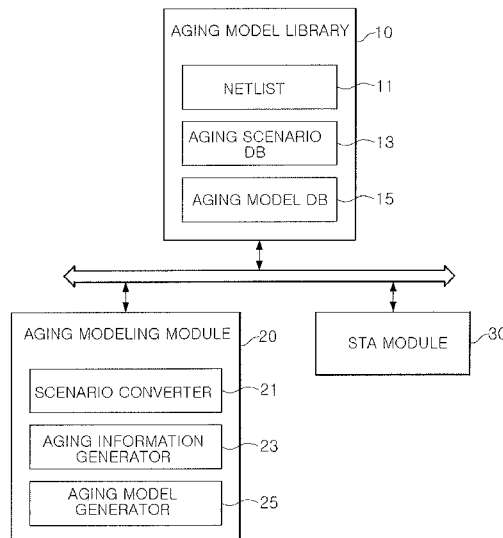 AGING MODEL LIBRARY
10
NETLIST
11
AGING SCENARIO
DB
13
AGING MODEL DB
15
AGING MODELING MODULE
20
SCENARIO CONVERTER
21
AGING INFORMATION
GENERATOR
23
AGING MODEL
GENERATOR
25
STA MODULE
30